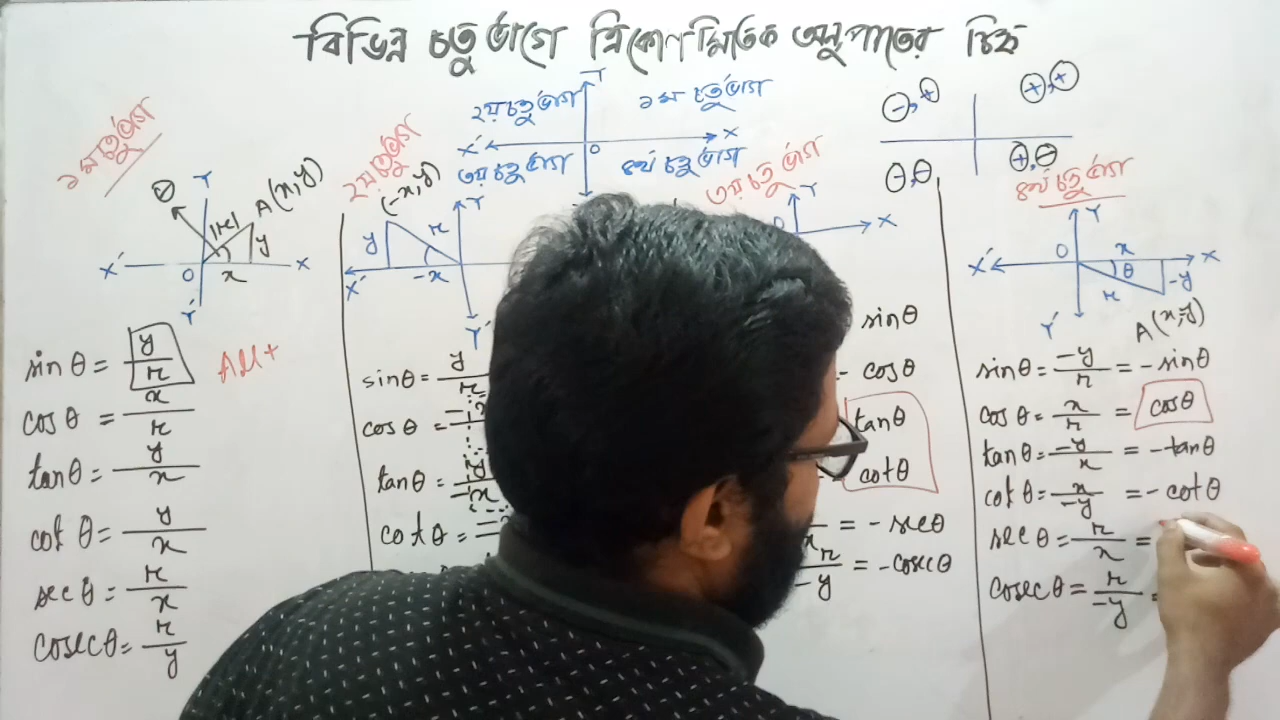 বিভিন্ন চতুর্ভাগে ত্রিকোণমিতিক অনুপাতের চিহ্ন
২য় চতুর্ভাগ
১ম চতুর্ভাগ
X' O X
৩য় চতুর্ভাগ
৪র্থ চতুর্ভাগ
-, +
+, +
-, -
+, -
১ম চতুর্ভাগ
Y
A(x,y)
|r|
y
X' O x X
Y'
sinθ = y/r
All +
cosθ = x/r
tanθ = y/x
cot θ = y/x
secθ = r/x
cosecθ = r/y
২য় চতুর্ভাগ
(-x,y)
Y
y
r
X' -x
Y'
sinθ = y/r
cosθ = -x
tanθ = y/-x
cotθ =
৩য় চতুর্ভাগ
Y
X
sinθ
- cosθ
tanθ
cotθ
= - secθ
r/-y = -cosecθ
৪র্থ চতুর্ভাগ
Y
X' O x X
θ
r
-y
Y'
A(x,-y)
sinθ = -y/r = - sinθ
cosθ = x/r = cosθ
tanθ = -y/x = - tanθ
cotθ = x/-y = - cotθ
secθ = r/x =
cosecθ = r/-y =